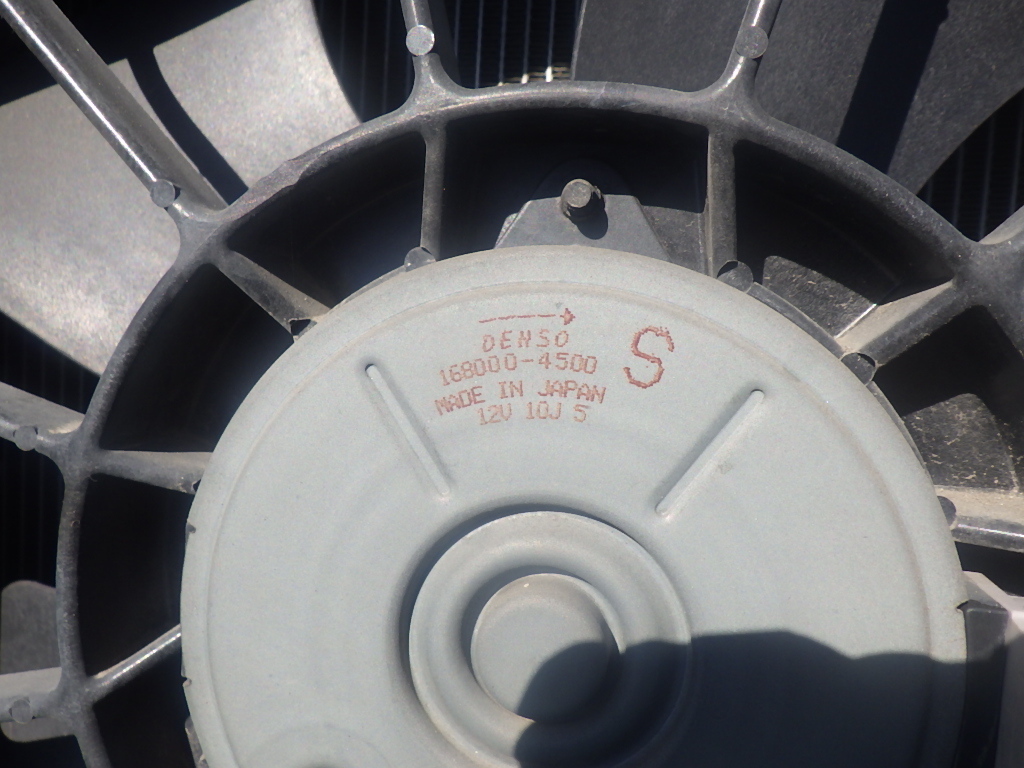 DENSO
168000-4500
MADE IN JAPAN
12V 10J 5
S